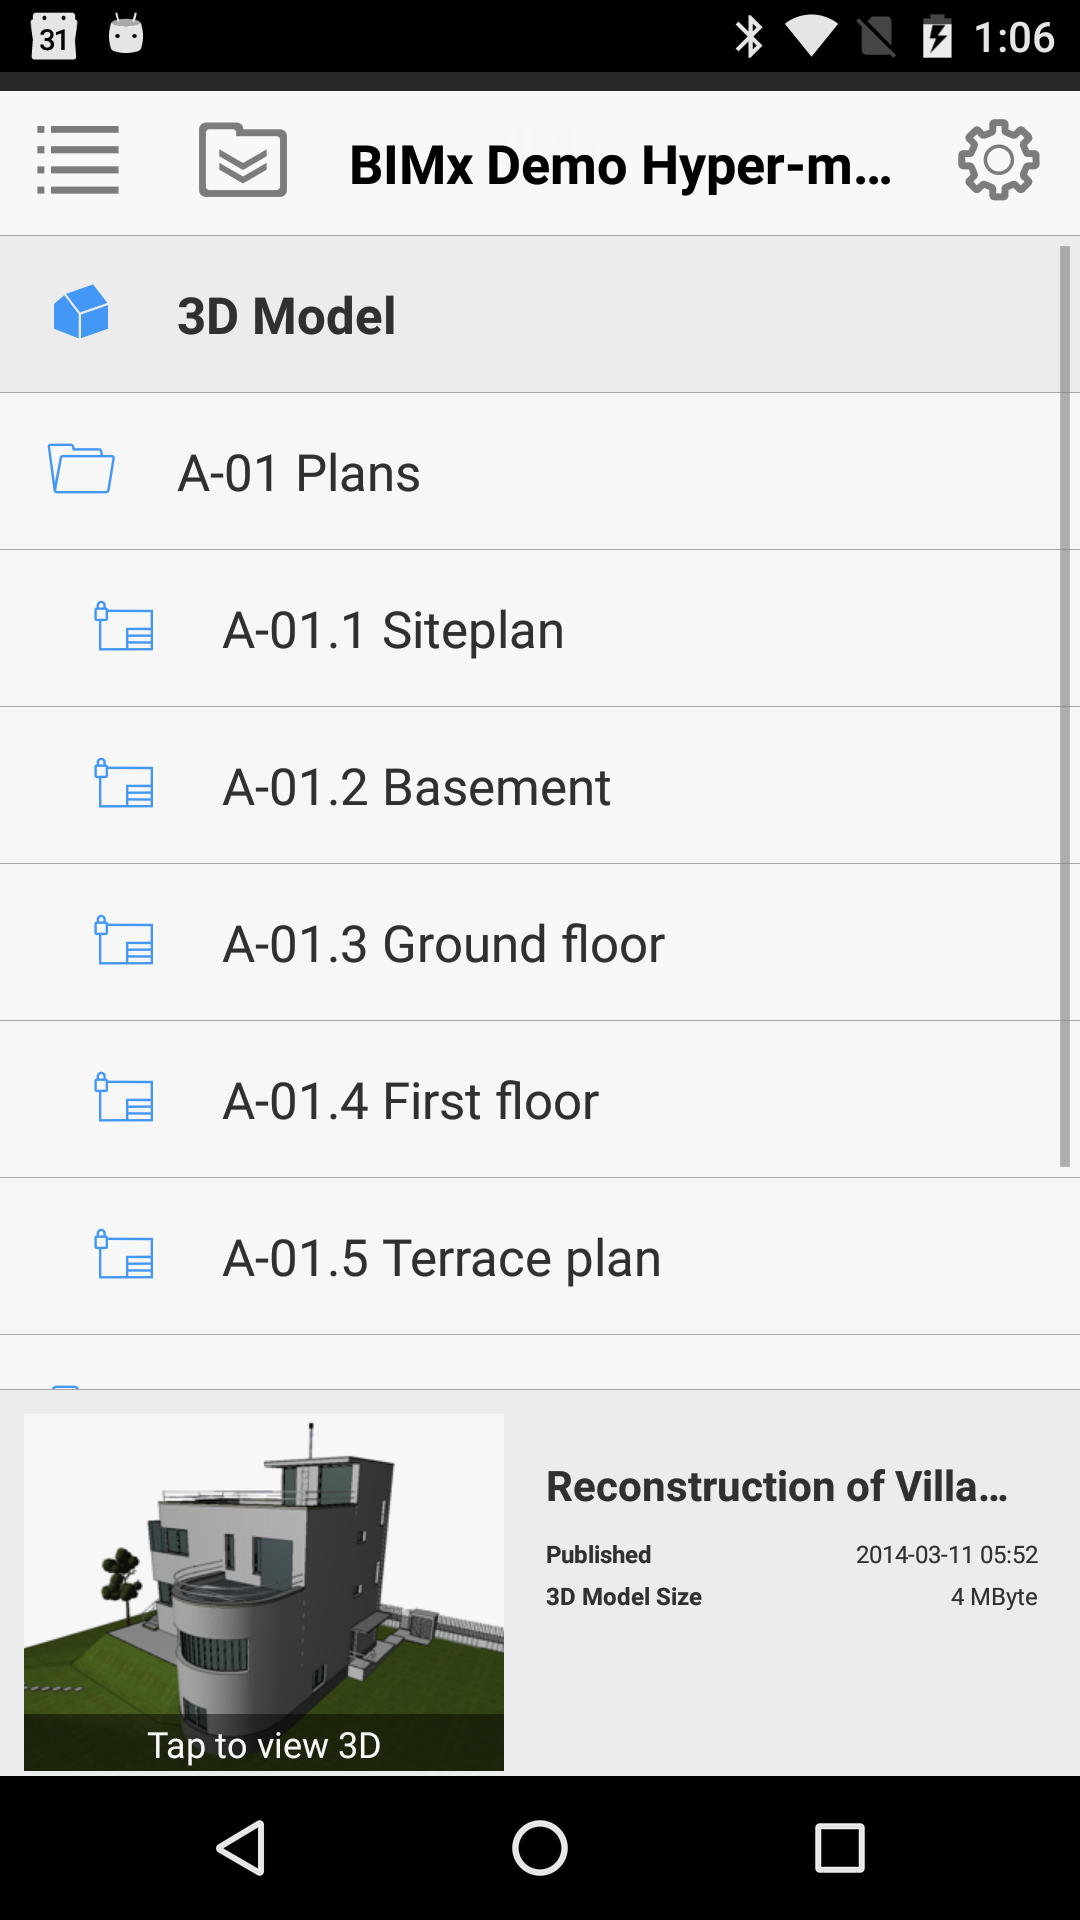 31
1:06
BIMx Demo Hyper-m...
3D Model
A-01 Plans
A-01.1 Siteplan
A-01.2 Basement
A-01.3 Ground floor
A-01.4 First floor
A-01.5 Terrace plan
Reconstruction of Villa...
Published 2014-03-11 05:52
3D Model Size 4 MByte
Tap to view 3D